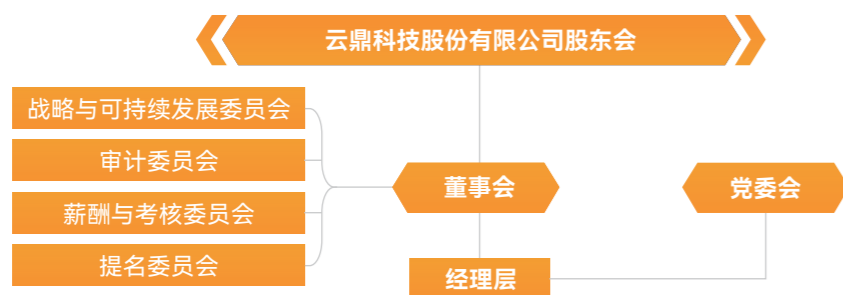 云鼎科技股份有限公司股东会
战略与可持续发展委员会
审计委员会
薪酬与考核委员会
提名委员会
董事会
党委会
经理层